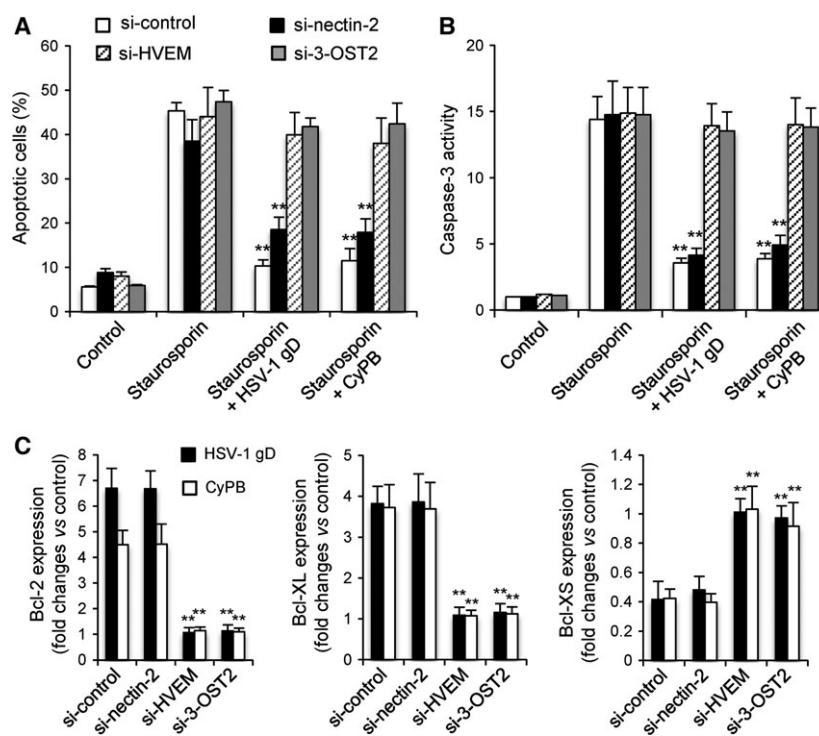 A
si-control
si-nectin-2
si-HVEM
si-3-OST2
Apoptotic cells (%)
60
50
40
30
20
10
0
**
**
**
**
Control
Staurosporin
Staurosporin
+ HSV-1 gD
Staurosporin
+ CyPB
B
Caspase-3 activity
20
15
10
5
0
**
**
**
**
Control
Staurosporin
Staurosporin
+ HSV-1 gD
Staurosporin
+ CyPB
C
HSV-1 gD
CyPB
Bcl-2 expression
(fold changes vs control)
8
7
6
5
4
3
2
1
0
**
**
**
**
si-control
si-nectin-2
si-HVEM
si-3-OST2
Bcl-XL expression
(fold changes vs control)
5
4
3
2
1
0
**
**
**
**
si-control
si-nectin-2
si-HVEM
si-3-OST2
Bcl-XS expression
(fold changes vs control)
1.4
1.2
1
0.8
0.6
0.4
0.2
0
**
**
**
**
si-control
si-nectin-2
si-HVEM
si-3-OST2